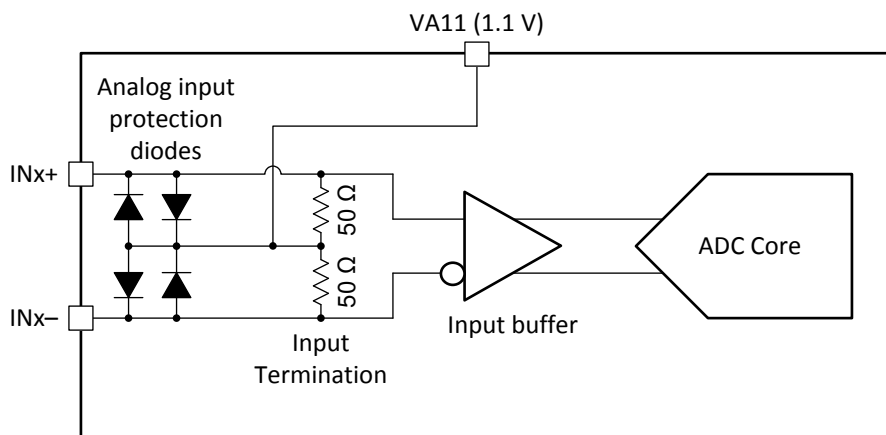 VA11 (1.1 V)
Analog input
protection
diodes
INx+
50 Ω
50 Ω
ADC Core
INx–
Input buffer
Input
Termination